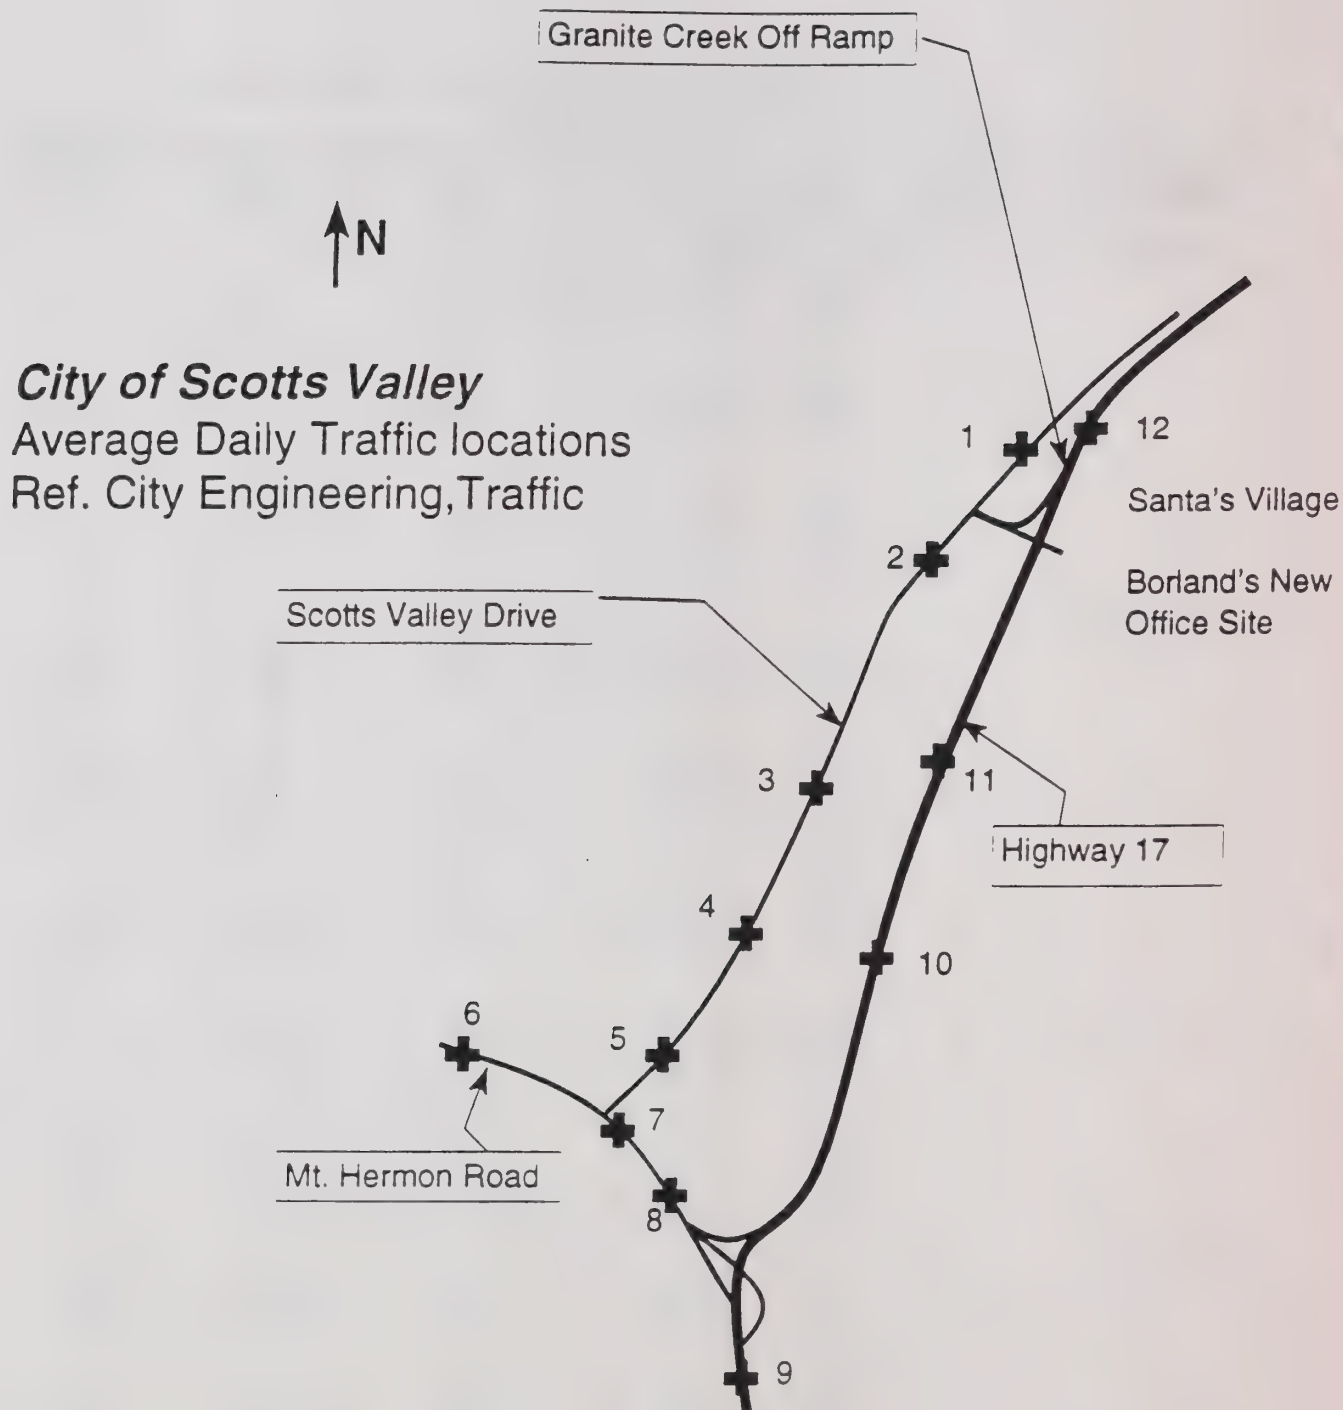 Granite Creek Off Ramp
N
City of Scotts Valley
Average Daily Traffic locations
Ref. City Engineering,Traffic
1
12
Santa's Village
2
Borland's New
Office Site
Scotts Valley Drive
3
11
Highway 17
4
10
6
5
7
Mt. Hermon Road
8
9